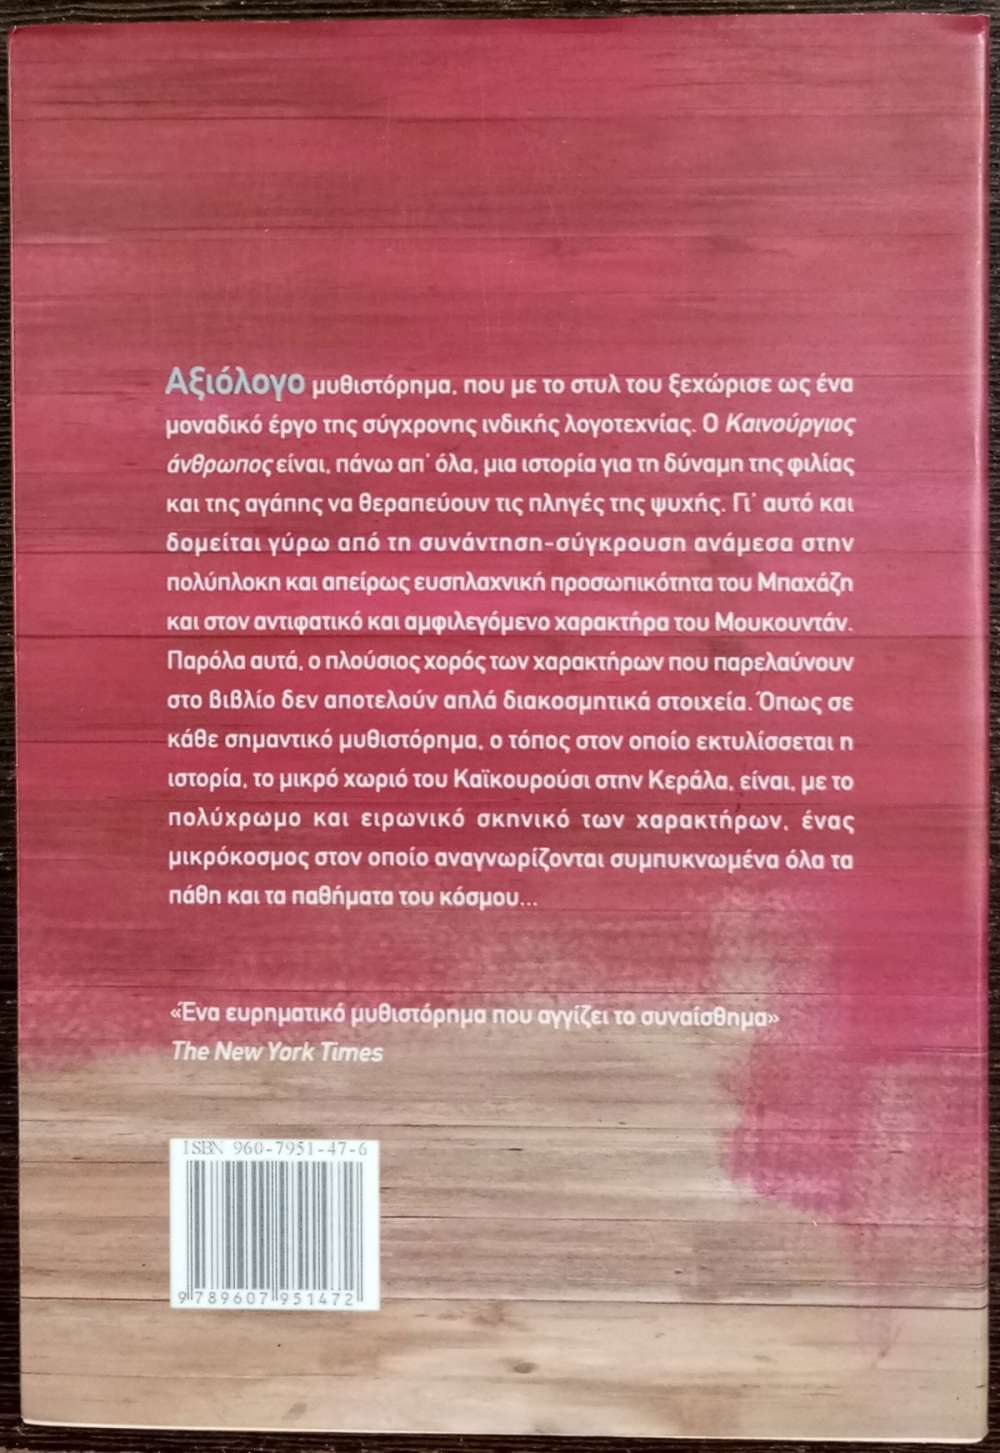 Αξιόλογο μυθιστόρημα, που με το στυλ του ξεχώρισε ως ένα
μοναδικό έργο της σύγχρονης ινδικής λογοτεχνίας. Ο Καινούργιος
άνθρωπος είναι, πάνω απ' όλα, μια ιστορία για τη δύναμη της φιλίας
και της αγάπης να θεραπεύουν τις πληγές της ψυχής. Γι' αυτό και
δομείται γύρω από τη συνάντηση-σύγκρουση ανάμεσα στην
πολύπλοκη και απείρως ευσπλαχνική προσωπικότητα του Μπαχάζη
και στον αντιφατικό και αμφιλεγόμενο χαρακτήρα του Μουκουντάν.
Παρόλα αυτά, ο πλούσιος χορός των χαρακτήρων που παρελαύνουν
στο βιβλίο δεν αποτελούν απλά διακοσμητικά στοιχεία. Όπως σε
κάθε σημαντικό μυθιστόρημα, ο τόπος στον οποίο εκτυλίσσεται η
ιστορία, το μικρό χωριό του Καϊκουρούσι στην Κεράλα, είναι, με το
πολύχρωμο και ειρωνικό σκηνικό των χαρακτήρων, ένας
μικρόκοσμος στον οποίο αναγνωρίζονται συμπυκνωμένα όλα τα
πάθη και τα παθήματα του κόσμου...
«Ένα ευρηματικό μυθιστόρημα που αγγίζει το συναίσθημα»
The New York Times
ISBN 960-7951-47-6
9 789607 951472